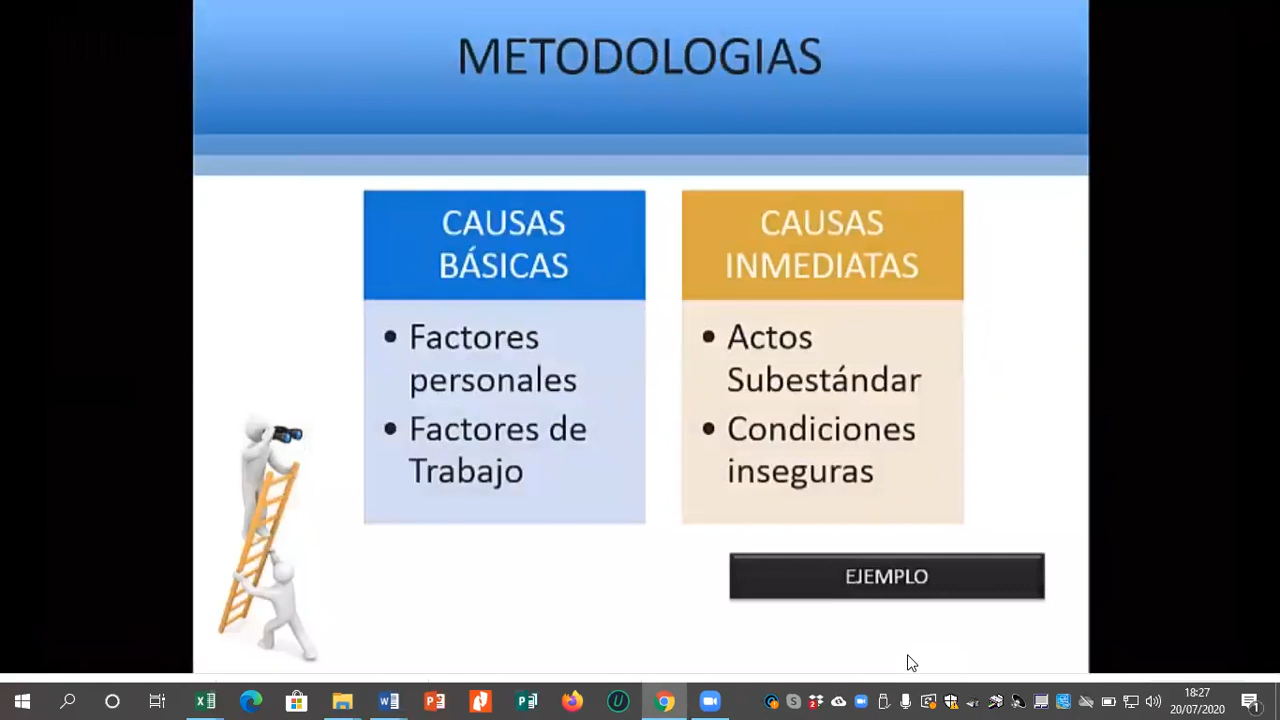 METODOLOGIAS
CAUSAS
BÁSICAS
• Factores
personales
• Factores de
Trabajo
CAUSAS
INMEDIATAS
• Actos
Subestándar
• Condiciones
inseguras
EJEMPLO
18:27
20/07/2020